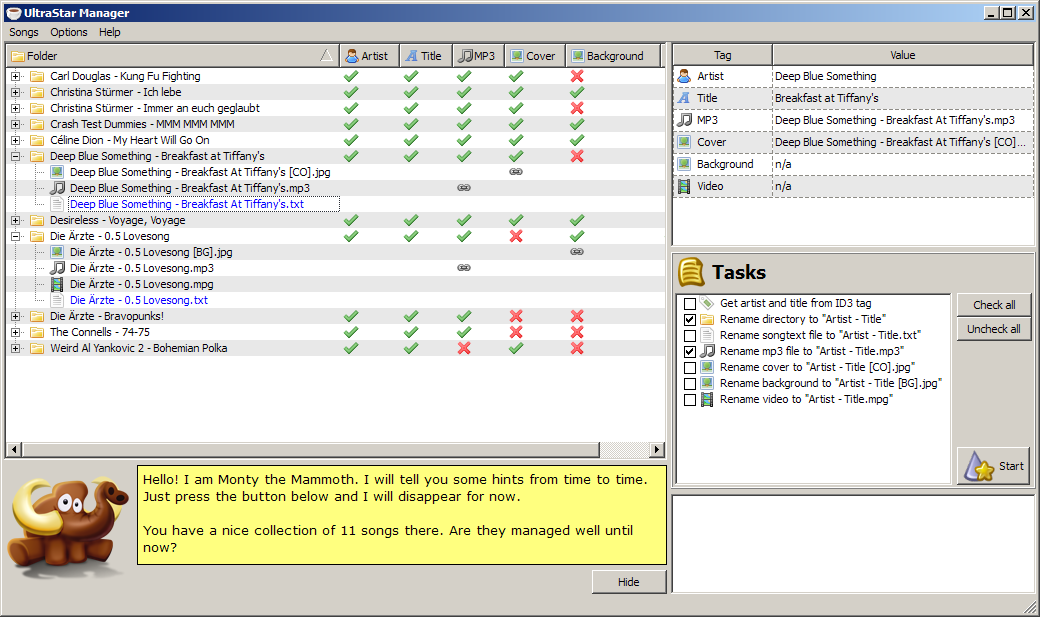 UltraStar Manager
Songs Options Help
Folder Artist Title MP3 Cover Background
Carl Douglas - Kung Fu Fighting
Christina Stürmer - Ich lebe
Christina Stürmer - Immer an euch geglaubt
Crash Test Dummies - MMM MMM MMM
Céline Dion - My Heart Will Go On
Deep Blue Something - Breakfast at Tiffany's
Deep Blue Something - Breakfast At Tiffany's [CO].jpg
Deep Blue Something - Breakfast At Tiffany's.mp3
Deep Blue Something - Breakfast At Tiffany's.txt
Desireless - Voyage, Voyage
Die Ärzte - 0.5 Lovesong
Die Ärzte - 0.5 Lovesong [BG].jpg
Die Ärzte - 0.5 Lovesong.mp3
Die Ärzte - 0.5 Lovesong.mpg
Die Ärzte - 0.5 Lovesong.txt
Die Ärzte - Bravopunks!
The Connells - 74-75
Weird Al Yankovic 2 - Bohemian Polka
Hello! I am Monty the Mammoth. I will tell you some hints from time to time.
Just press the button below and I will disappear for now.
You have a nice collection of 11 songs there. Are they managed well until
now?
Hide
Tag Value
Artist Deep Blue Something
Title Breakfast at Tiffany's
MP3 Deep Blue Something - Breakfast At Tiffany's.mp3
Cover Deep Blue Something - Breakfast At Tiffany's [CO]...
Background n/a
Video n/a
Tasks
Get artist and title from ID3 tag
Rename directory to "Artist - Title"
Rename songtext file to "Artist - Title.txt"
Rename mp3 file to "Artist - Title.mp3"
Rename cover to "Artist - Title [CO].jpg"
Rename background to "Artist - Title [BG].jpg"
Rename video to "Artist - Title.mpg"
Check all
Uncheck all
Start